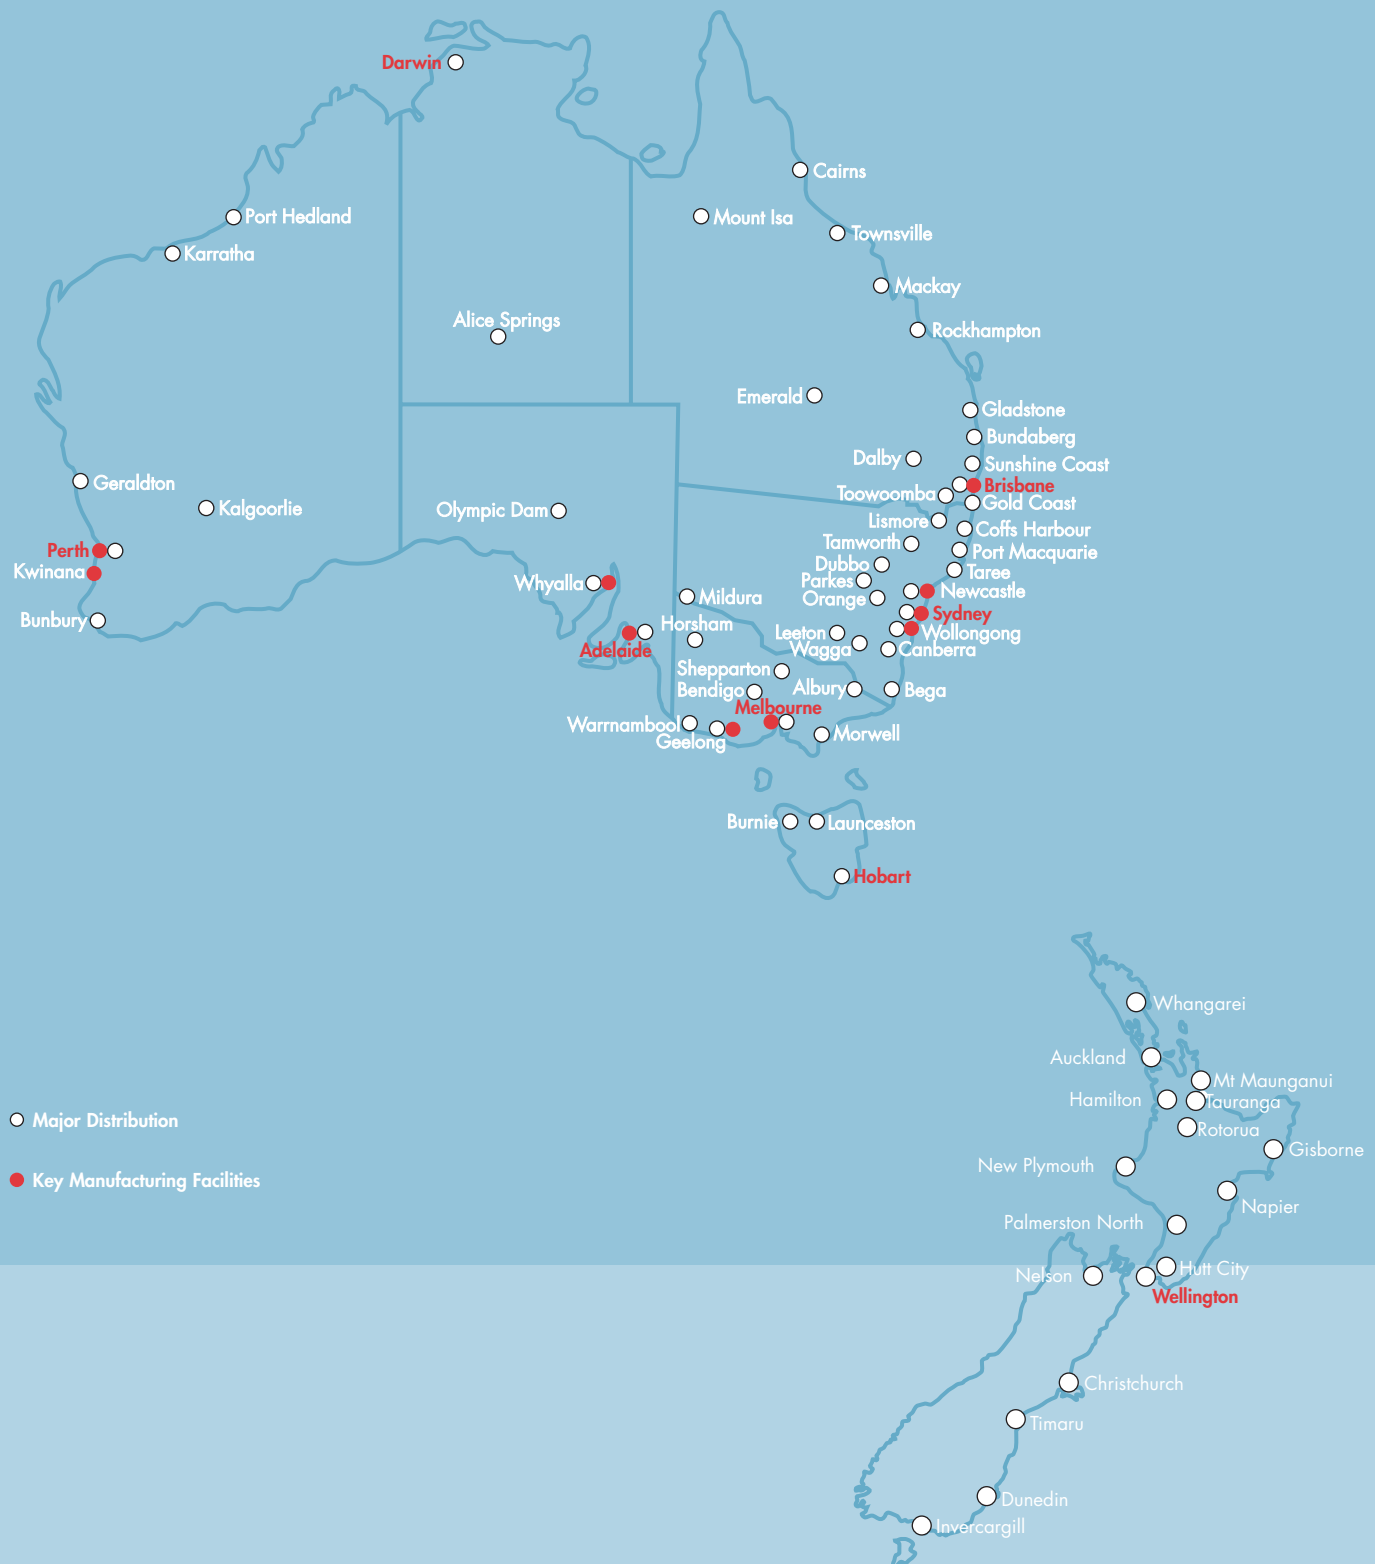 Darwin
Cairns
Port Hedland
Mount Isa
Townsville
Karratha
Mackay
Alice Springs
Rockhampton
Emerald
Gladstone
Bundaberg
Dalby
Sunshine Coast
Geraldton
Brisbane
Toowoomba
Gold Coast
Kalgoorlie
Olympic Dam
Lismore
Coffs Harbour
Tamworth
Perth
Port Macquarie
Dubbo
Kwinana
Taree
Parkes
Whyalla
Newcastle
Mildura
Orange
Sydney
Bunbury
Horsham
Leeton
Wollongong
Adelaide
Wagga
Canberra
Shepparton
Bendigo
Albury
Bega
Melbourne
Warrnambool
Morwell
Geelong
Burnie
Launceston
Hobart
Whangarei
Auckland
Mt Maunganui
Hamilton
Tauranga
Major Distribution
Rotorua
Gisborne
New Plymouth
Key Manufacturing Facilities
Napier
Palmerston North
Hutt City
Nelson
Wellington
Christchurch
Timaru
Dunedin
Invercargill